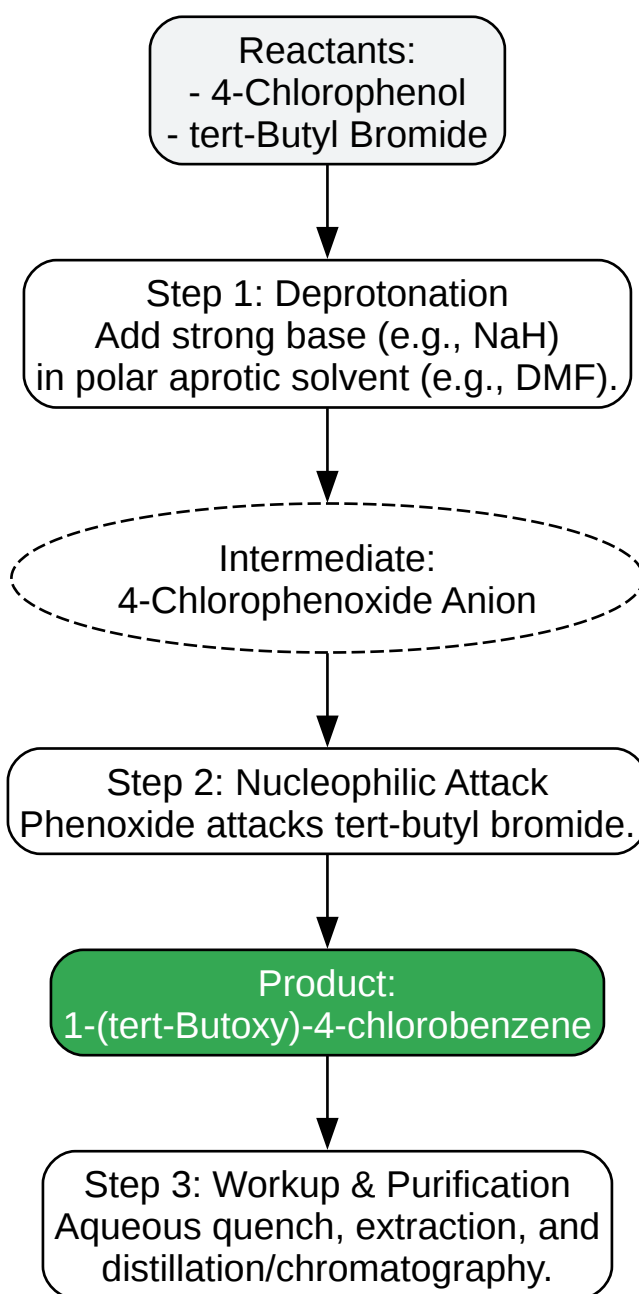 Reactants:
- 4-Chlorophenol
- tert-Butyl Bromide
Step 1: Deprotonation
Add strong base (e.g., NaH)
in polar aprotic solvent (e.g., DMF).
Intermediate:
4-Chlorophenoxide Anion
Step 2: Nucleophilic Attack
Phenoxide attacks tert-butyl bromide.
Product:
1-(tert-Butoxy)-4-chlorobenzene
Step 3: Workup & Purification
Aqueous quench, extraction, and
distillation/chromatography.